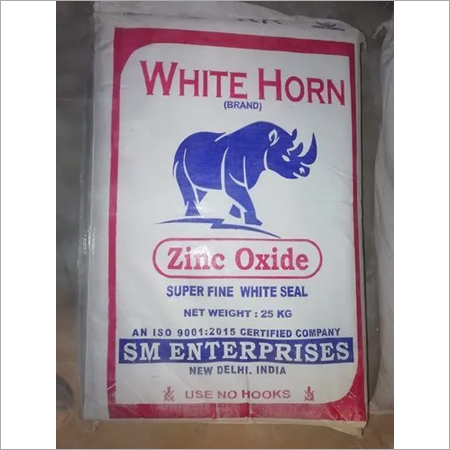 WHITE HORN
(BRAND)
Zinc Oxide
SUPER FINE WHITE SEAL
NET WEIGHT : 25 KG
AN ISO 9001:2015 CERTIFIED COMPANY
SM ENTERPRISES
NEW DELHI. INDIA
USE NO HOOKS